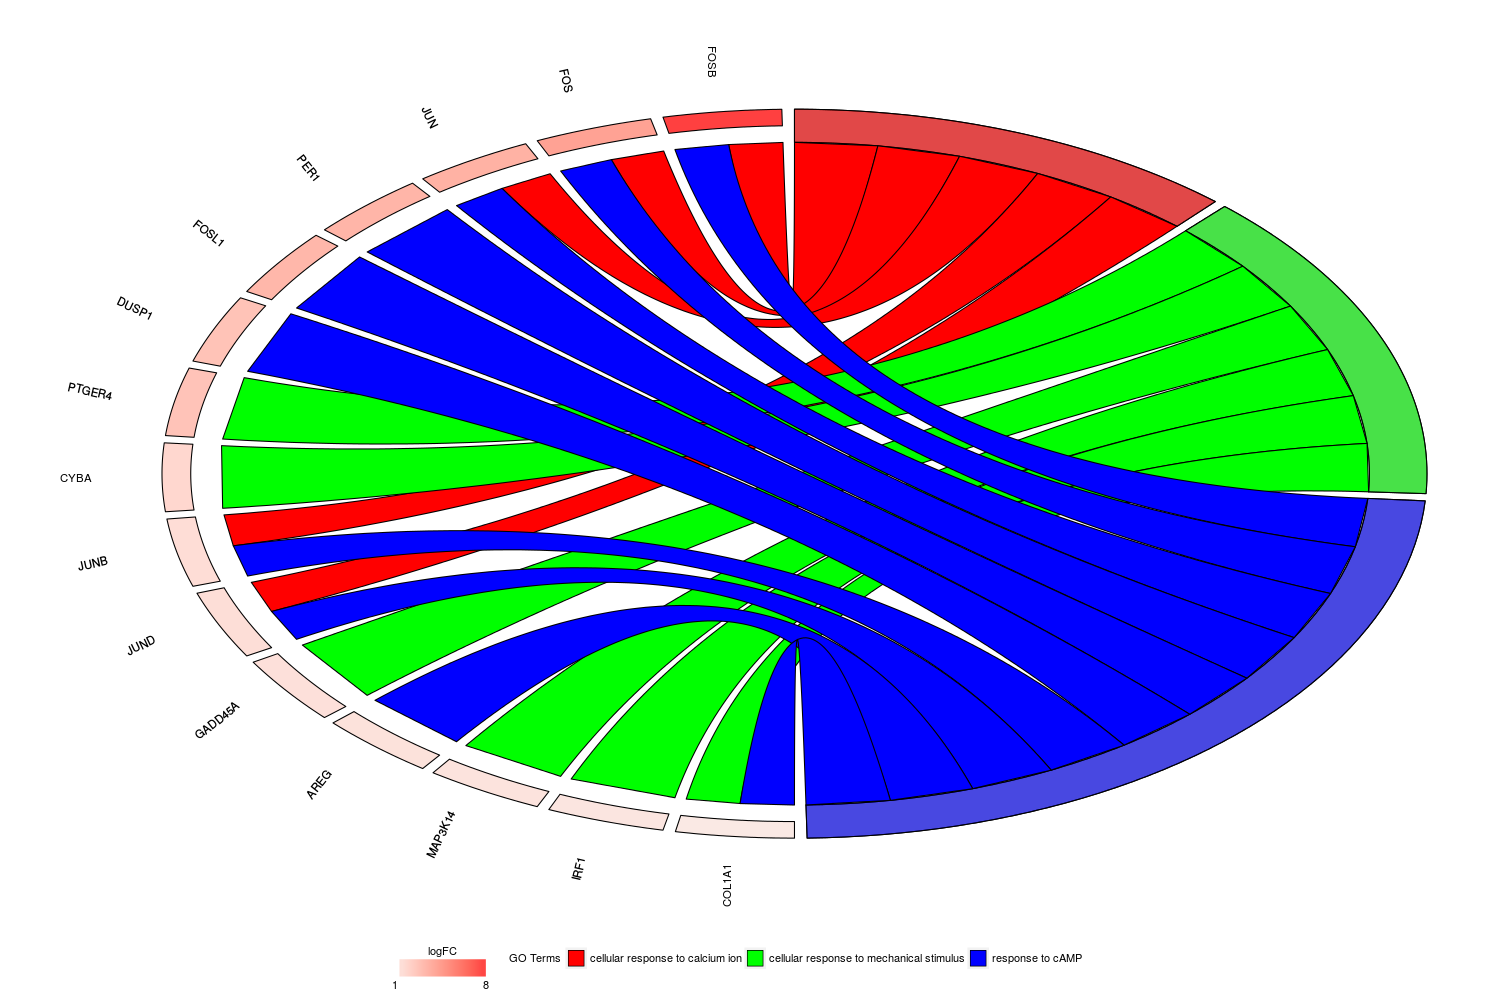 FOSB
FOS
JUN
PER1
FOSL1
DUSP1
PTGER4
CYBA
JUNB
JUND
GADD45A
AREG
MAP3K14
IRF1
COL1A1
logFC
1 8
GO Terms cellular response to calcium ion cellular response to mechanical stimulus response to cAMP